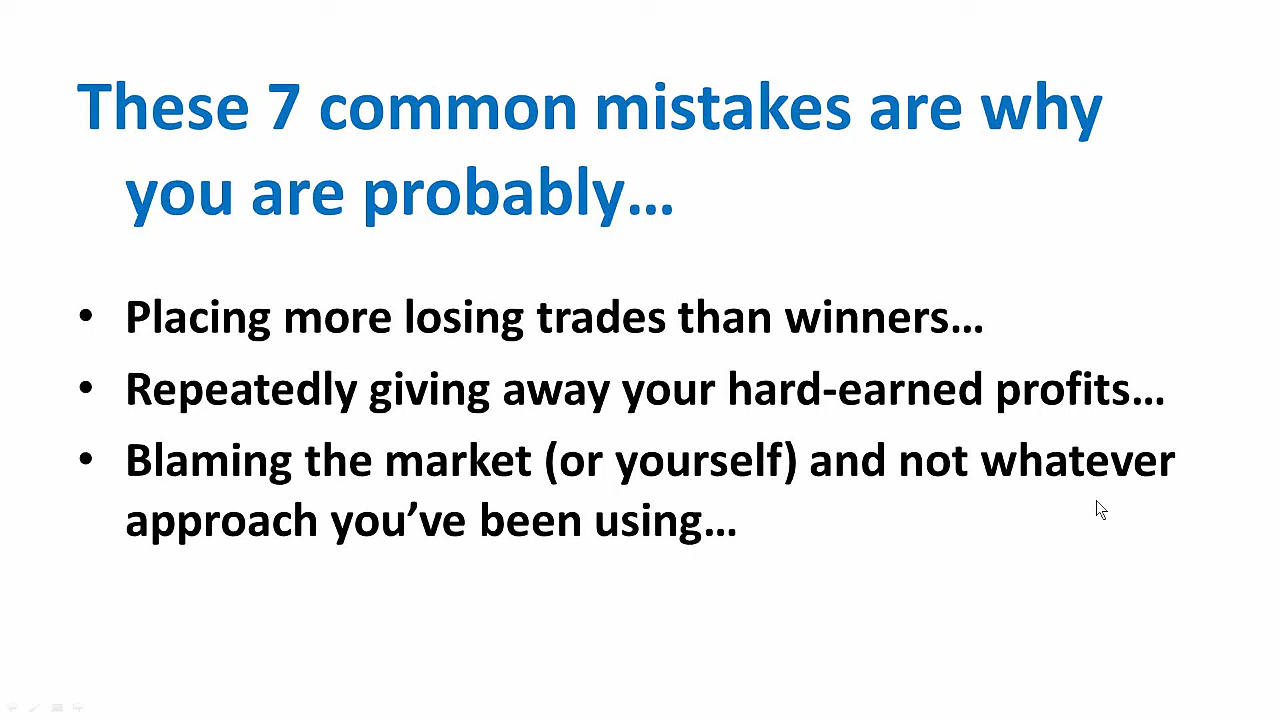 These 7 common mistakes are why
you are probably…
• Placing more losing trades than winners…
• Repeatedly giving away your hard-earned profits…
• Blaming the market (or yourself) and not whatever
approach you’ve been using…